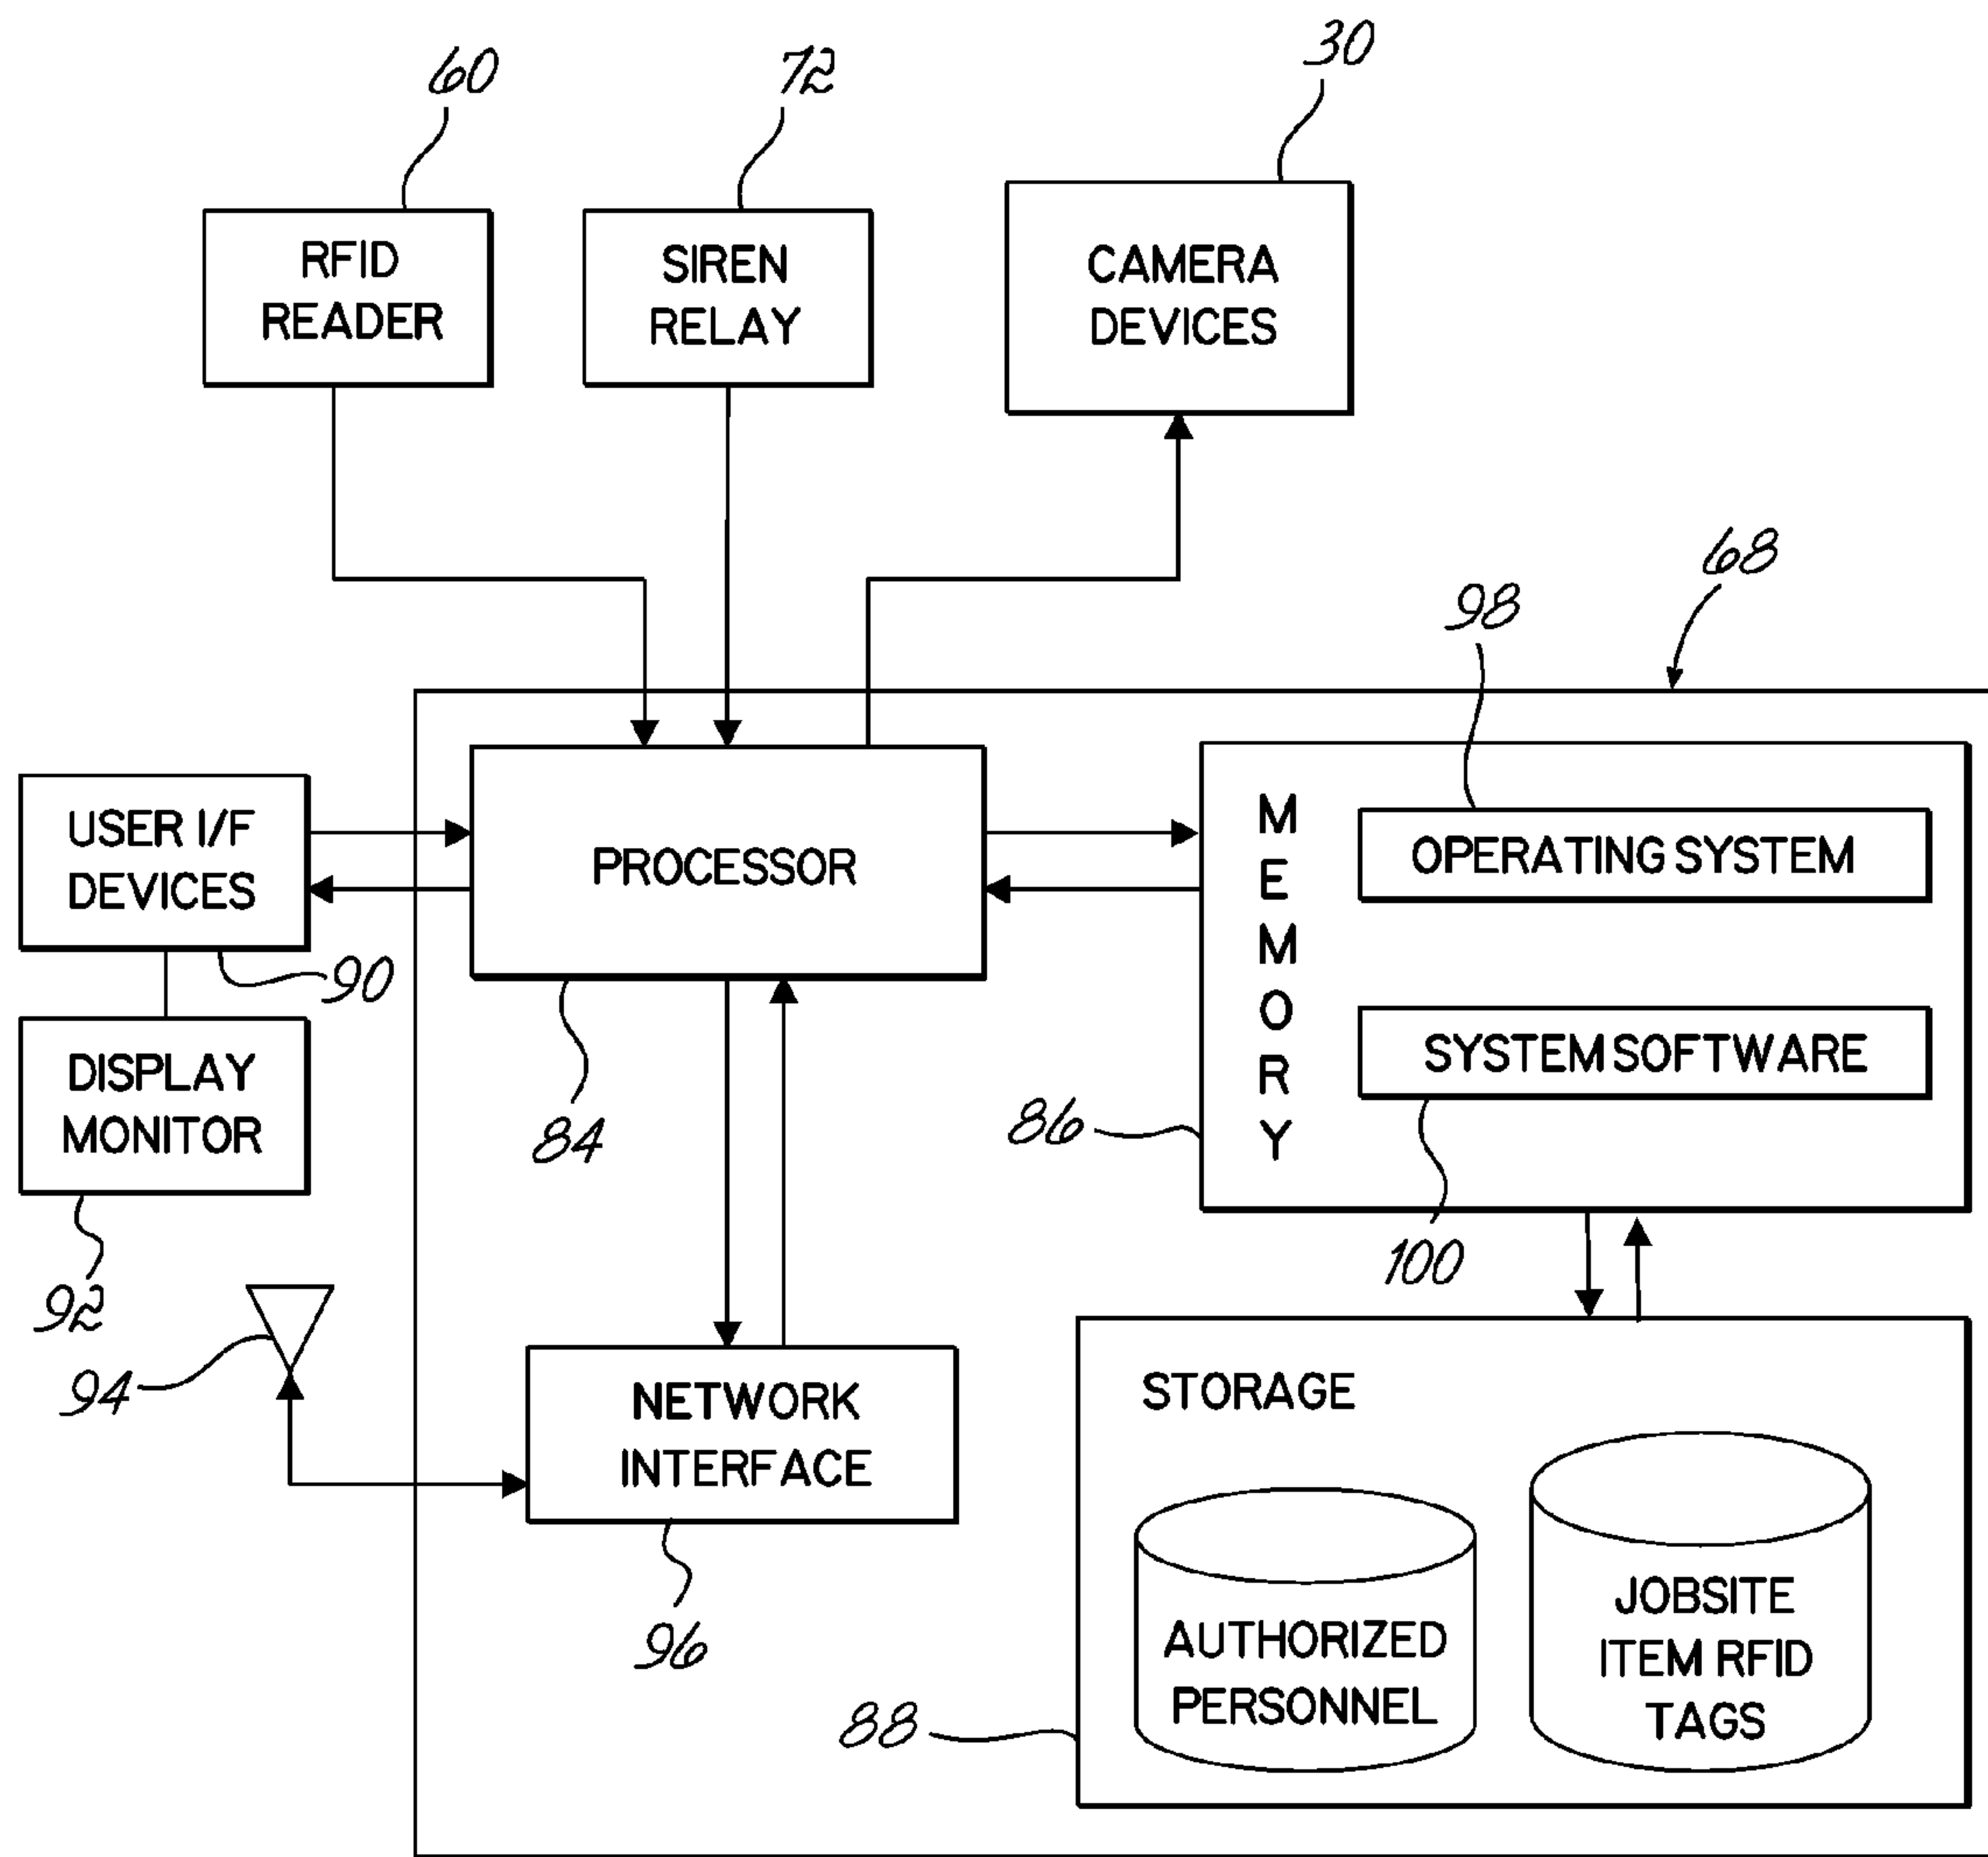 60
72
30
RFID
READER
SIREN
RELAY
CAMERA
DEVICES
68
98
USER I/F
DEVICES
PROCESSOR
MEMORY
OPERATING SYSTEM
90
DISPLAY
MONITOR
SYSTEM SOFTWARE
84
86
100
92
94
NETWORK
INTERFACE
STORAGE
96
AUTHORIZED
PERSONNEL
JOBSITE
ITEM RFID
TAGS
88